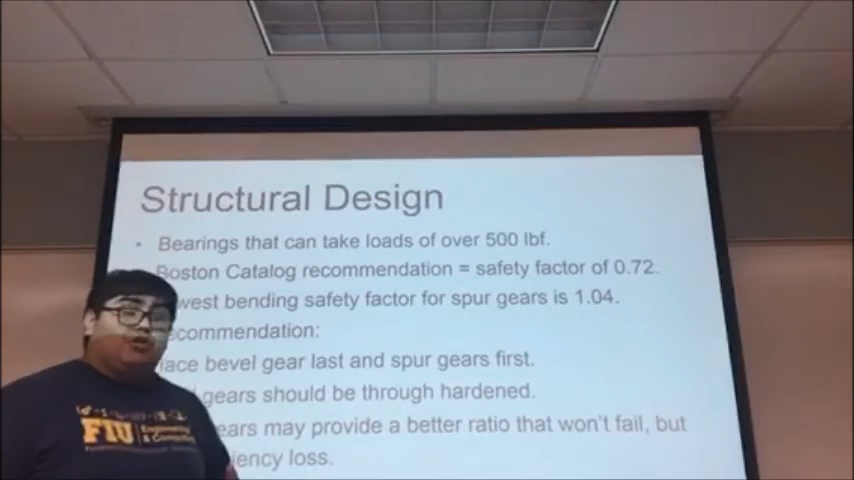 Structural Design
• Bearings that can take loads of over 500 lbf.
Boston Catalog recommendation = safety factor of 0.72.
west bending safety factor for spur gears is 1.04.
commendation:
ace bevel gear last and spur gears first.
gears should be through hardened.
ears may provide a better ratio that won't fail, but
iency loss.
FIU Engineering
& Computing